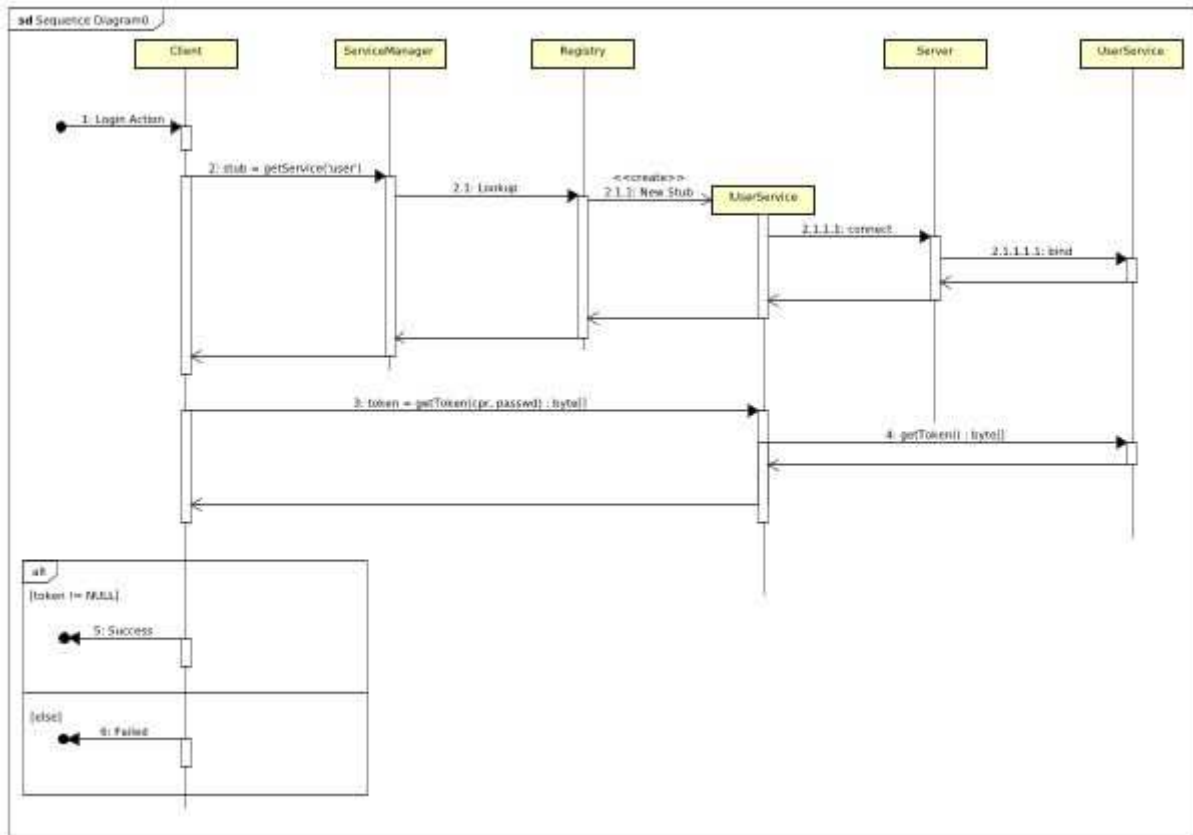 sd Sequence Diagram0
Client
ServiceManager
Registry
Server
UserService
1: Login Action
2: stub = getService('user')
2.1: Lookup
<<create>>
2.1.1: New Stub
IUserService
2.1.1.1: connect
2.1.1.1.1: bind
3: token = getToken(cpr, passwd) : byte[]
4: getToken() : byte[]
alt
[token != NULL]
5: Success
[else]
6: Failed